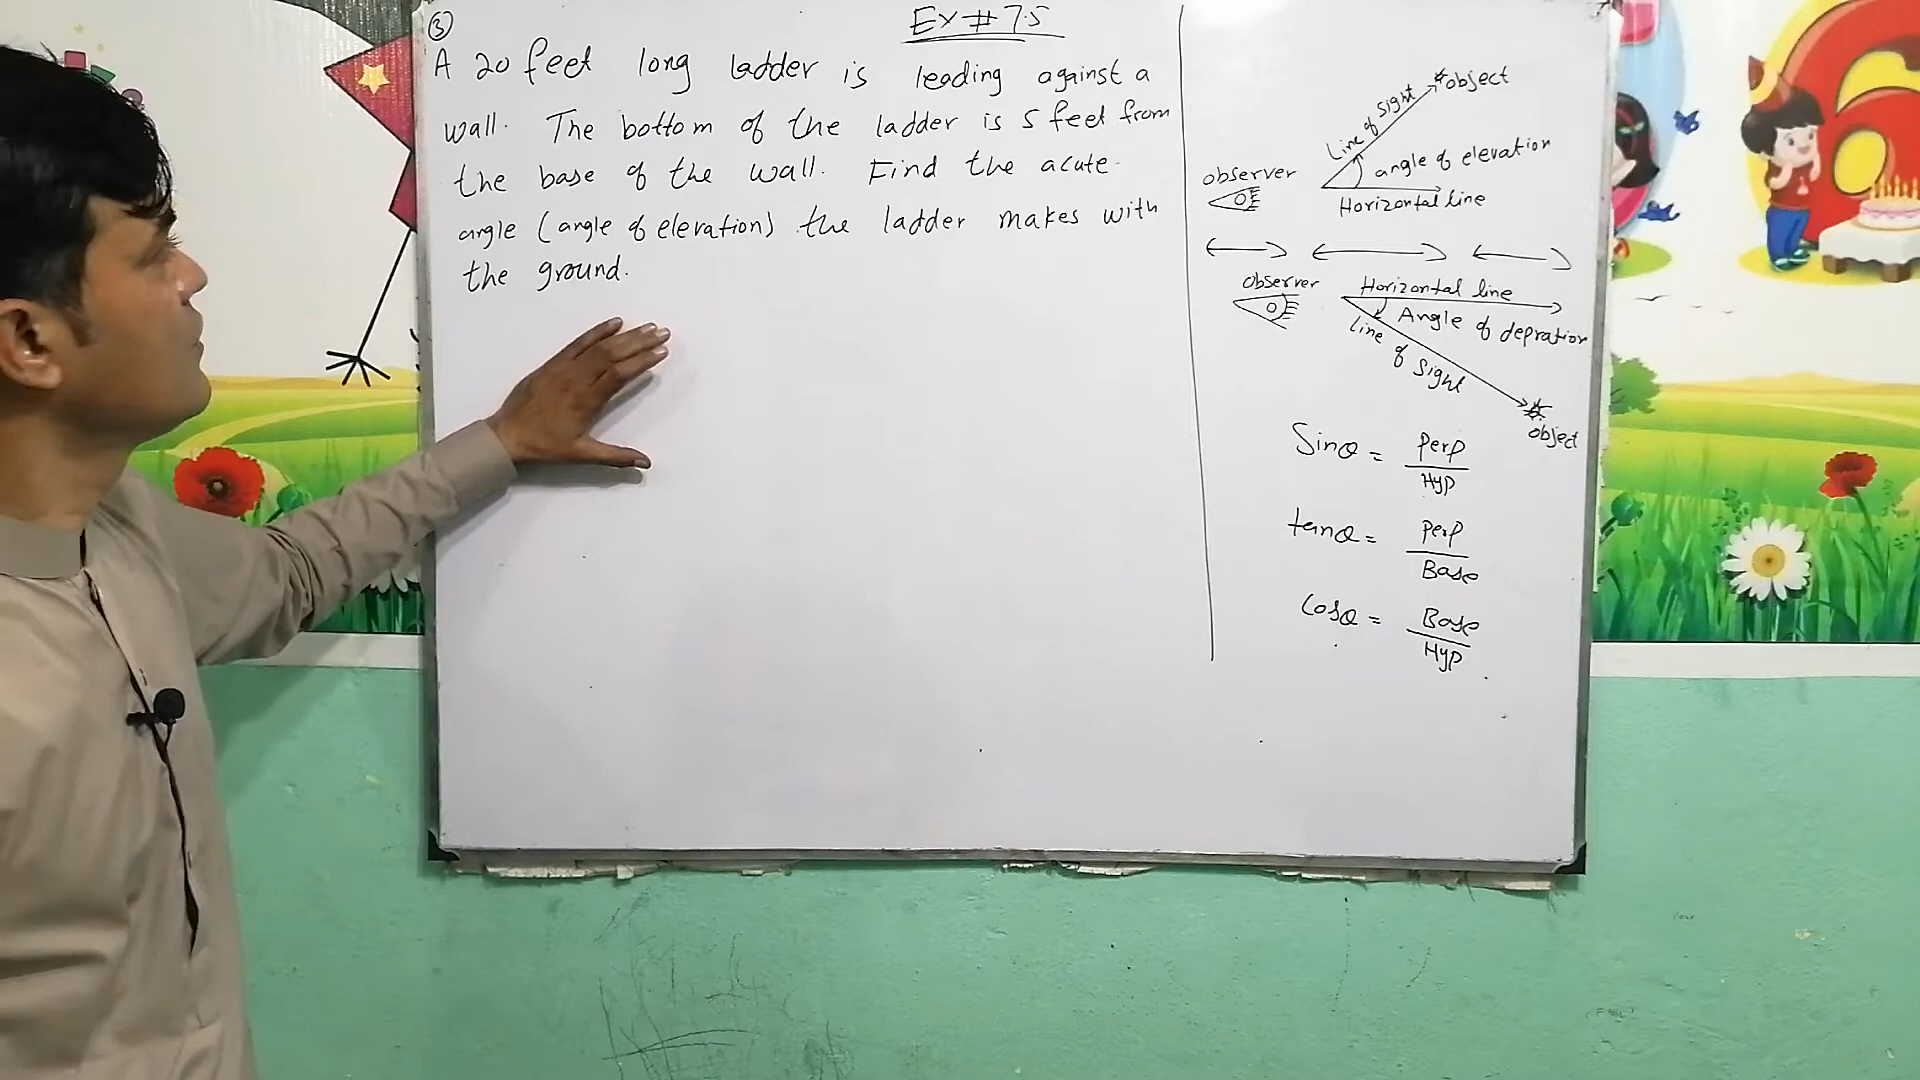 ③
Ex # 7.5
A 20 feet long ladder is leading against a
wall. The bottom of the ladder is 5 feet from
the base of the wall. Find the acute
angle (angle of elevation) the ladder makes with
the ground.
object
Line of sight
angle of elevation
observer
Horizontal line
observer
Horizontal line
Angle of depration
Line of Sight
object
Sinθ = Perp / Hyp
tanθ = Perp / Base
Cosθ = Base / Hyp